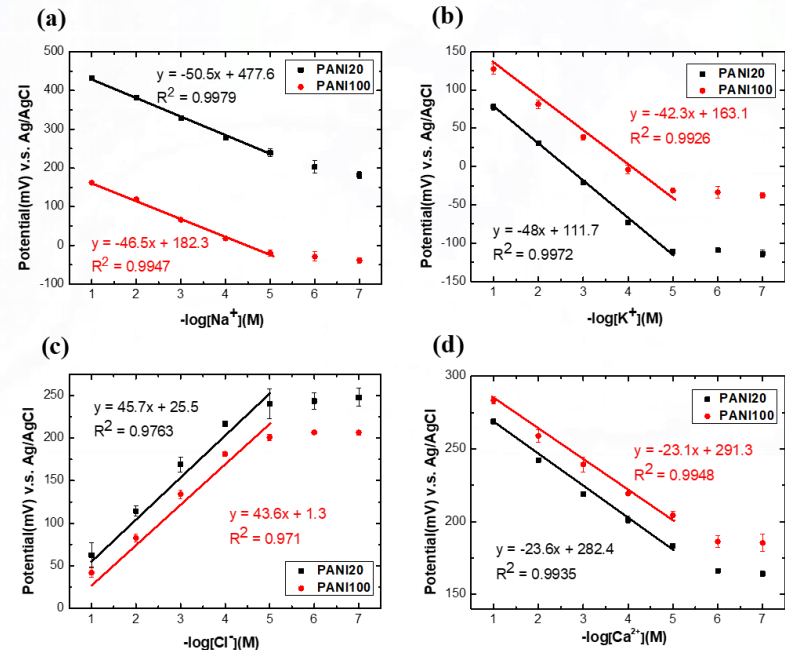 (a)
500
400
300
200
100
0
-100
Potential(mV) v.s. Ag/AgCl
y = -50.5x + 477.6
R² = 0.9979
PANI20
PANI100
y = -46.5x + 182.3
R² = 0.9947
1 2 3 4 5 6 7
-log[Na⁺](M)
(b)
150
125
100
75
50
25
0
-25
-50
-75
-100
-125
-150
Potential(mV) v.s. Ag/AgCl
PANI20
PANI100
y = -42.3x + 163.1
R² = 0.9926
y = -48x + 111.7
R² = 0.9972
1 2 3 4 5 6 7
-log[K⁺](M)
(c)
250
200
150
100
50
0
Potential(mV) v.s. Ag/AgCl
y = 45.7x + 25.5
R² = 0.9763
y = 43.6x + 1.3
R² = 0.971
PANI20
PANI100
1 2 3 4 5 6 7
-log[Cl⁻](M)
(d)
300
250
200
150
Potential(mV) v.s. Ag/AgCl
PANI20
PANI100
y = -23.1x + 291.3
R² = 0.9948
y = -23.6x + 282.4
R² = 0.9935
1 2 3 4 5 6 7
-log[Ca²⁺](M)